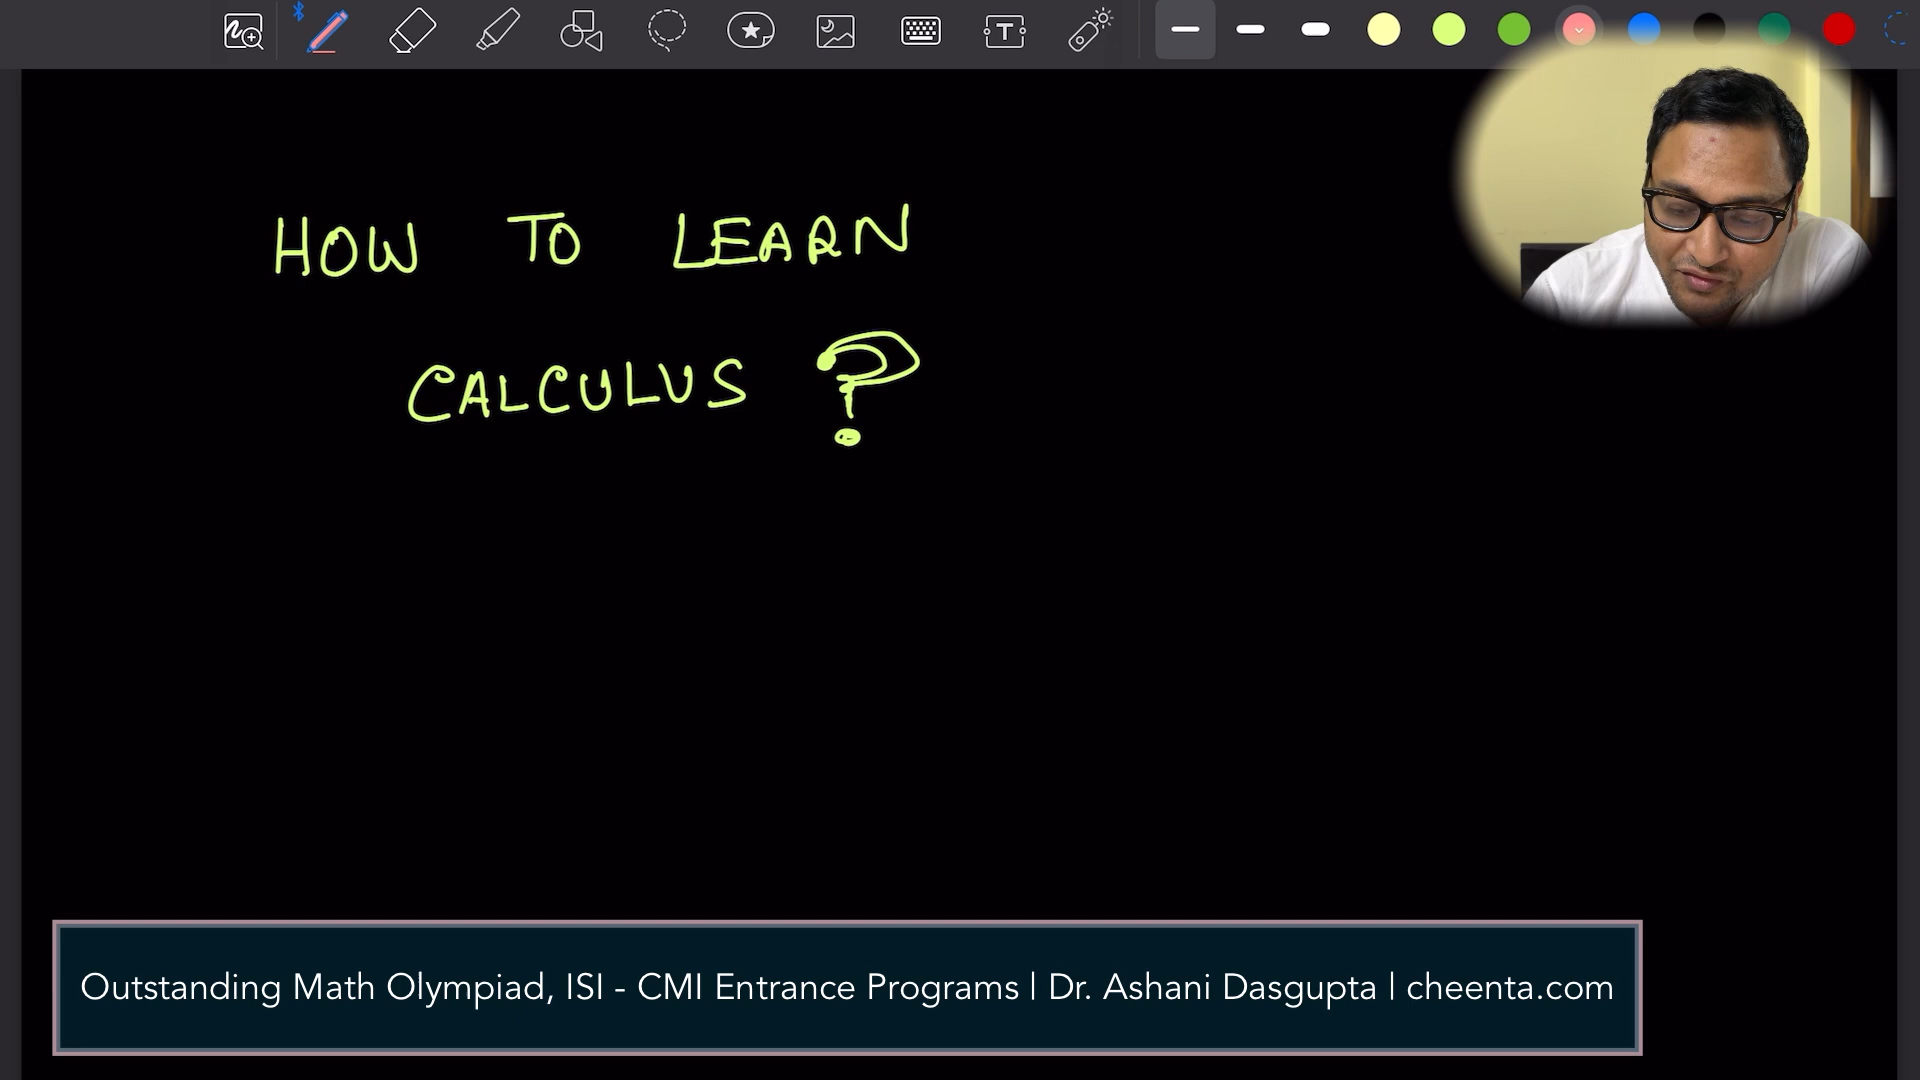 HOW TO LEARN
CALCULUS ?
Outstanding Math Olympiad, ISI - CMI Entrance Programs | Dr. Ashani Dasgupta | cheenta.com